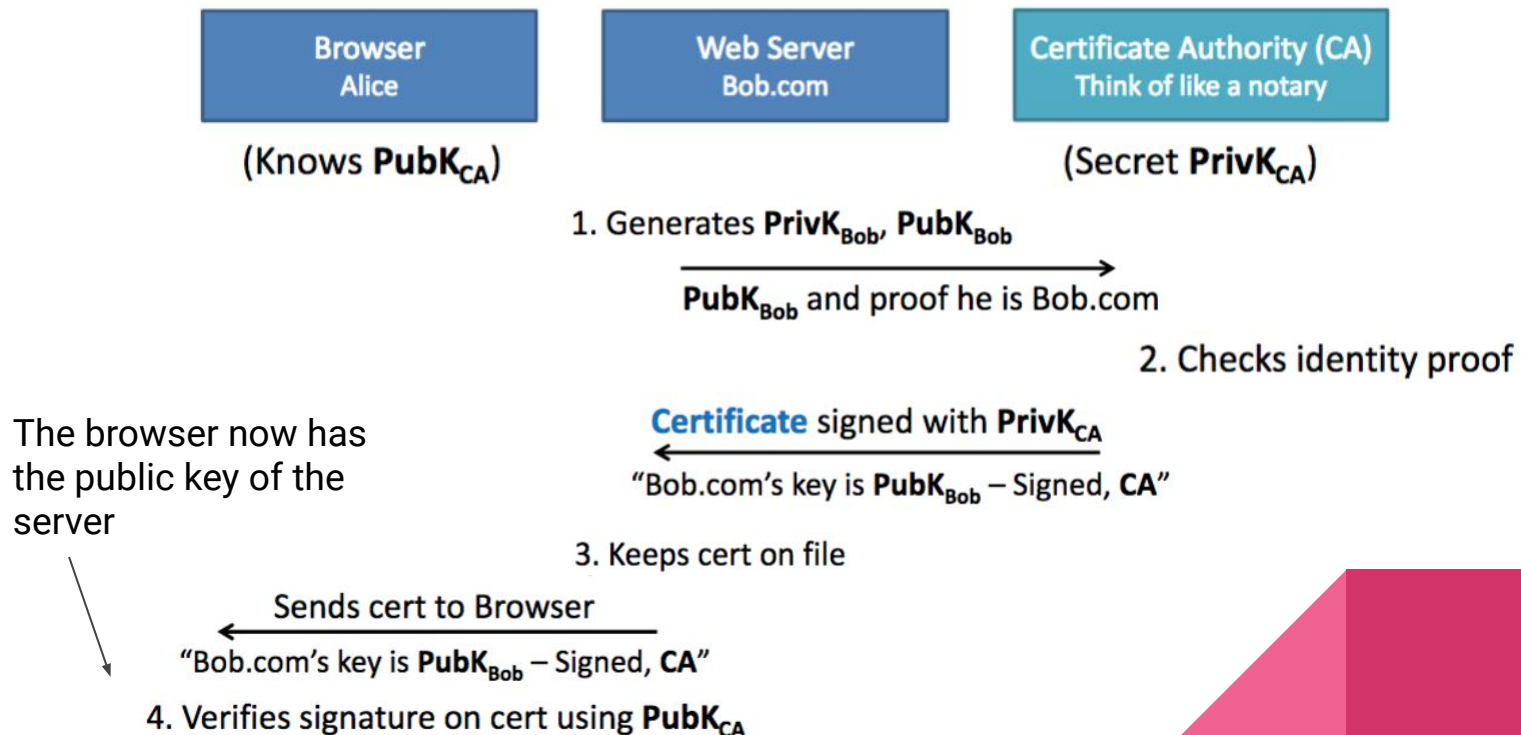 Browser
Alice
Web Server
Bob.com
Certificate Authority (CA)
Think of like a notary
(Knows PubKCA)
(Secret PrivKCA)
1. Generates PrivKBob, PubKBob
PubKBob and proof he is Bob.com
2. Checks identity proof
Certificate signed with PrivKCA
“Bob.com’s key is PubKBob – Signed, CA”
The browser now has
the public key of the
server
3. Keeps cert on file
Sends cert to Browser
“Bob.com’s key is PubKBob – Signed, CA”
4. Verifies signature on cert using PubKCA